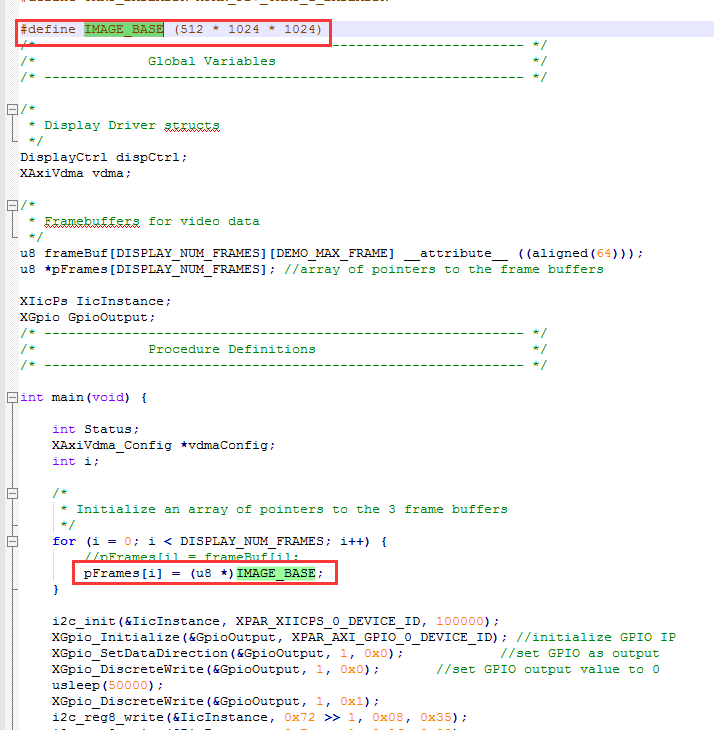 #define IMAGE_BASE (512 * 1024 * 1024)
/* ------------------------------------------------------------ */
/*              Global Variables                                */
/* ------------------------------------------------------------ */
/*
 * Display Driver structs
 */
DisplayCtrl dispCtrl;
XAxiVdma vdma;
/*
 * Framebuffers for video data
 */
u8 frameBuf[DISPLAY_NUM_FRAMES][DEMO_MAX_FRAME] __attribute__ ((aligned(64)));
u8 *pFrames[DISPLAY_NUM_FRAMES]; //array of pointers to the frame buffers
XIicPs IicInstance;
XGpio GpioOutput;
/* ------------------------------------------------------------ */
/*              Procedure Definitions                           */
/* ------------------------------------------------------------ */
int main(void) {
    int Status;
    XAxiVdma_Config *vdmaConfig;
    int i;
    /*
     * Initialize an array of pointers to the 3 frame buffers
     */
    for (i = 0; i < DISPLAY_NUM_FRAMES; i++) {
        //pFrames[i] = frameBuf[i];
        pFrames[i] = (u8 *)IMAGE_BASE;
    }
    i2c_init(&IicInstance, XPAR_XIICPS_0_DEVICE_ID, 100000);
    XGpio_Initialize(&GpioOutput, XPAR_AXI_GPIO_0_DEVICE_ID); //initialize GPIO IP
    XGpio_SetDataDirection(&GpioOutput, 1, 0x0);            //set GPIO as output
    XGpio_DiscreteWrite(&GpioOutput, 1, 0x0);       //set GPIO output value to 0
    usleep(50000);
    XGpio_DiscreteWrite(&GpioOutput, 1, 0x1);
    i2c_reg8_write(&IicInstance, 0x72 >> 1, 0x08, 0x35);